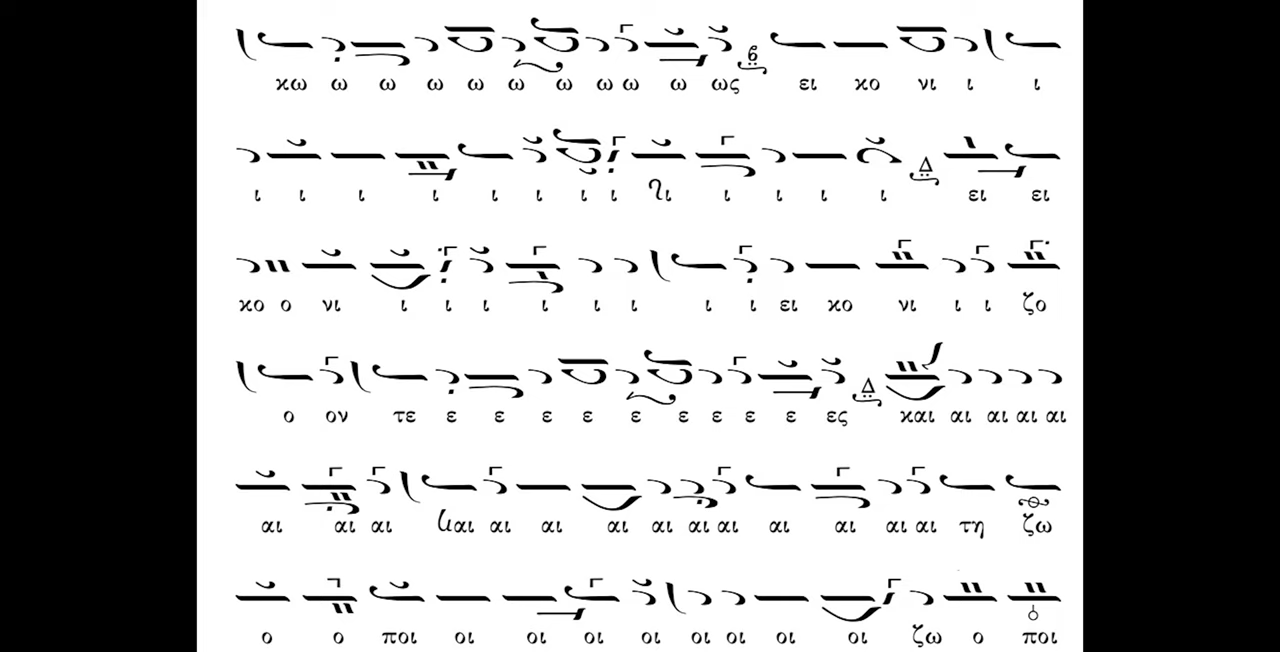 κω ω ω ω ω ω ω ω ω ω ως ει κο νι ι ι
ι ι ι ι ι ι ι ι ι ι ι ι ι ει ει
κο ο νι ι ι ι ι ι ι ι ι ει κο νι ι ι ζο
ο ον τε ε ε ε ε ε ε ε ε ε ες και αι αι αι αι
αι αι αι αι αι αι αι αι αι αι αι αι αι αι τη ζω
ο ο ποι οι οι οι οι οι οι οι οι ζω ο ποι